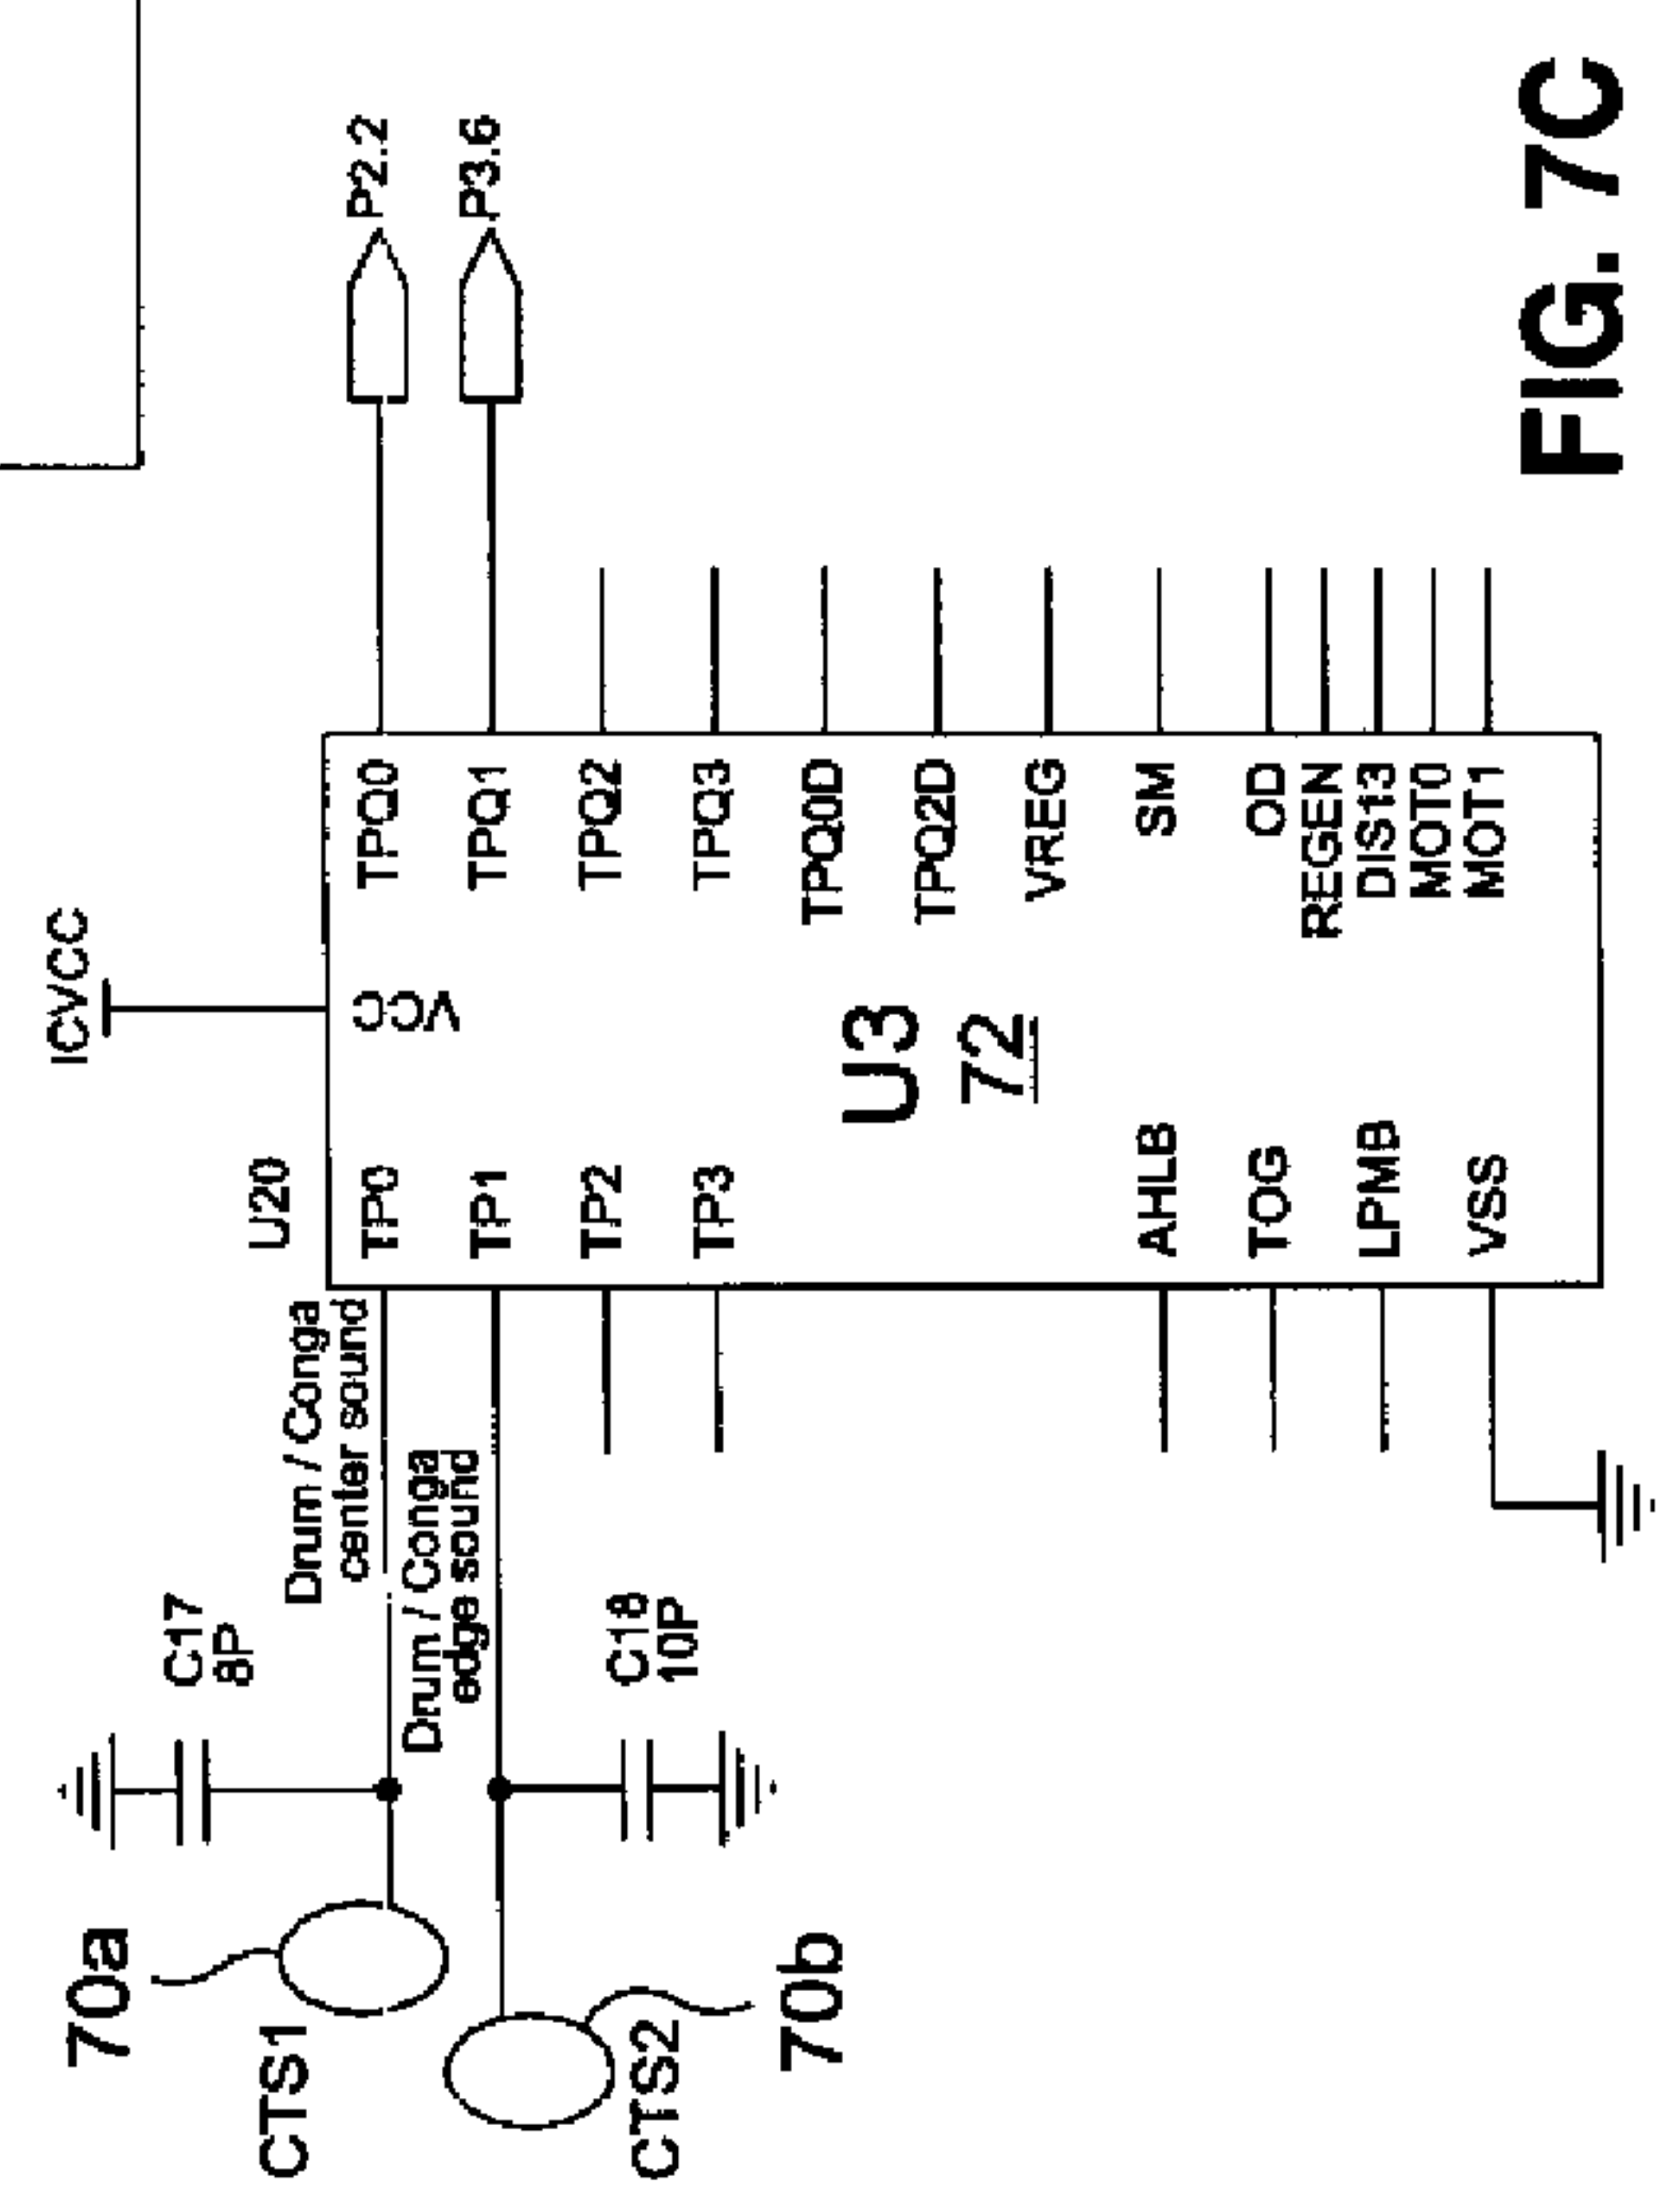 ICVCC
U20
VCC
TP0
TP1
TP2
TP3
AHLB
TOG
LPMB
VSS
TPQ0
TPQ1
TPQ2
TPQ3
TPQ0D
TPQ2D
VREG
SM
OD
REGEN
DIS13
MOT0
MOT1
U3
72
P2.2
P3.6
70a
CTS1
C17
8P
Drum / Conga
center sound
Drum / Conga
edge sound
C18
10P
CTS2
70b
FIG. 7C